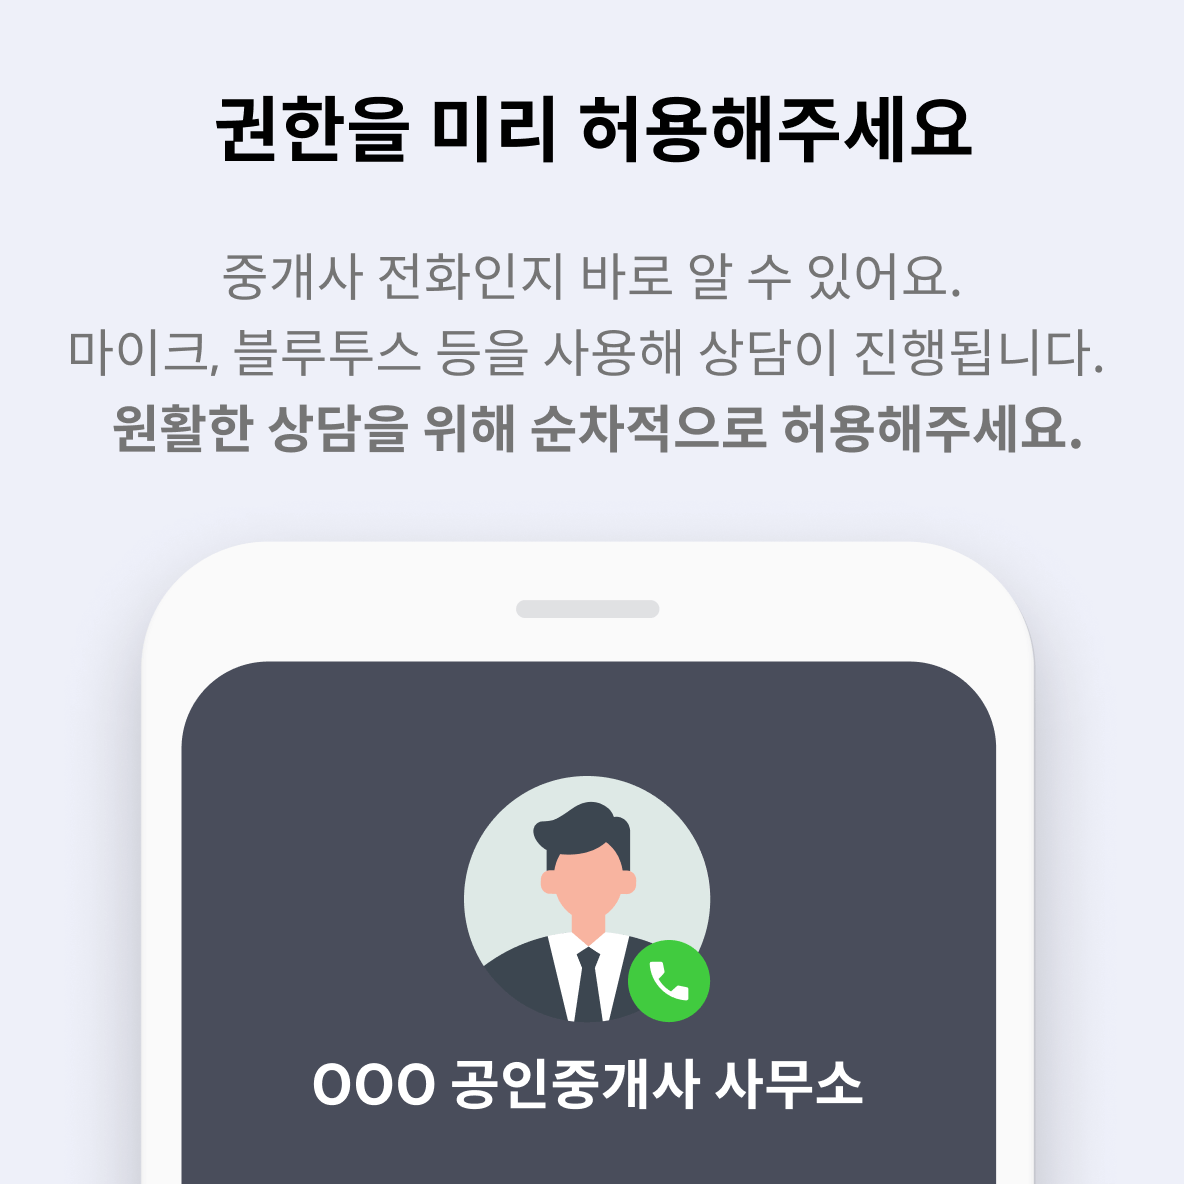 권한을 미리 허용해주세요
중개사 전화인지 바로 알 수 있어요.
마이크, 블루투스 등을 사용해 상담이 진행됩니다.
원활한 상담을 위해 순차적으로 허용해주세요.
OOO 공인중개사 사무소